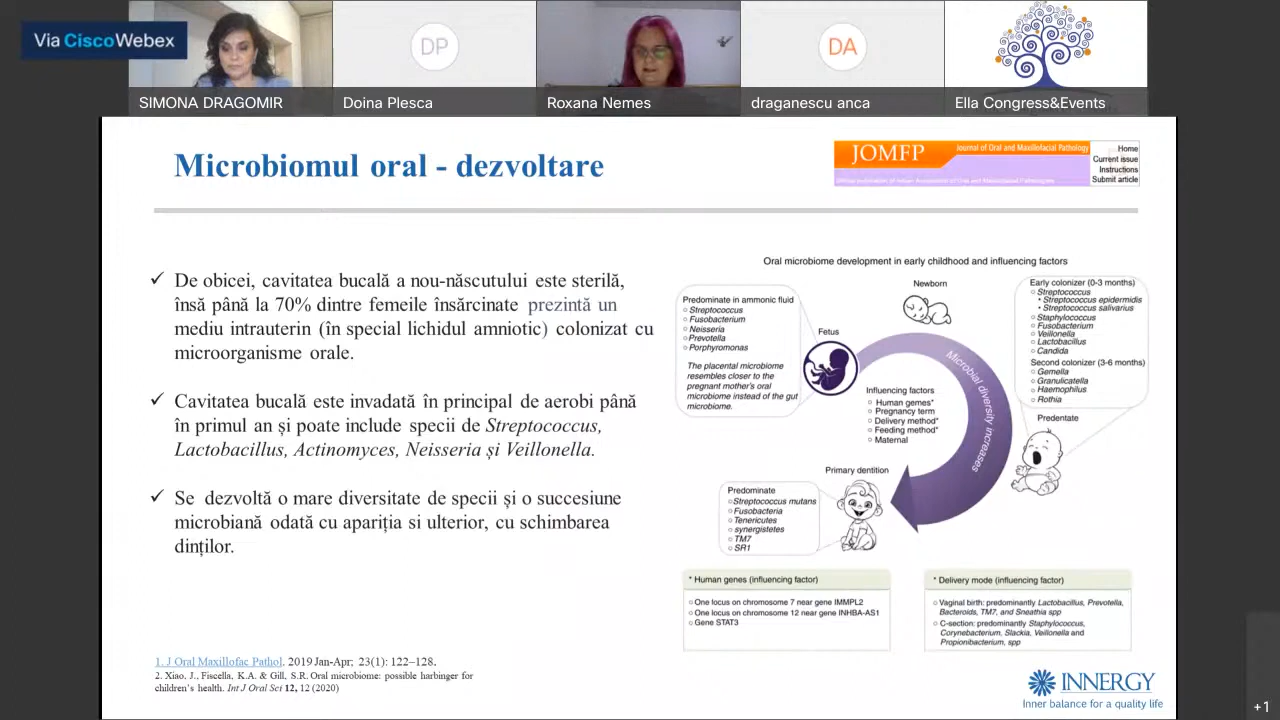 Via CiscoWebex
DP
DA
SIMONA DRAGOMIR
Doina Plesca
Roxana Nemes
draganescu anca
Ella Congress&Events
Microbiomul oral - dezvoltare
JOMFP
Journal of Oral and Maxillofacial Pathology
Home
Current issue
Instructions
Submit article
✓ De obicei, cavitatea bucală a nou-născutului este sterilă,
însă până la 70% dintre femeile însărcinate prezintă un
mediu intrauterin (în special lichidul amniotic) colonizat cu
microorganisme orale.
✓ Cavitatea bucală este invadată în principal de aerobi până
în primul an și poate include specii de Streptococcus,
Lactobacillus, Actinomyces, Neisseria și Veillonella.
✓ Se dezvoltă o mare diversitate de specii și o succesiune
microbiană odată cu apariția si ulterior, cu schimbarea
dinților.
Oral microbiome development in early childhood and influencing factors
Predominate in ammonic fluid
Streptococcus
Fusobacterium
Neisseria
Prevotella
Porphyromonas
The placental microbiome
resembles closer to the
pregnant mother's oral
microbiome instead of the gut
microbiome.
Fetus
Newborn
Early colonizer (0-3 months)
Streptococcus
Streptococcus epidermidis
Streptococcus salivarius
Staphylococcus
Fusobacterium
Veillonella
Lactobacillus
Candida
Second colonizer (3-6 months)
Gemella
Granulicatella
Haemophilus
Rothia
Microbial diversity increases
Influencing factors
Human genes*
Pregnancy term
Delivery method*
Feeding method*
Maternal
Predentate
Primary dentition
Predominate
Streptococcus mutans
Fusobacteria
Tenericutes
synergistetes
TM7
SR1
* Human genes (influencing factor)
One locus on chromosome 7 near gene IMMPL2
One locus on chromosome 12 near gene INHBA-AS1
Gene STAT3
* Delivery mode (influencing factor)
Vaginal birth: predominantly Lactobacillus, Prevotella,
Bacteroids, TM7, and Sneathia spp
C-section: predominantly Staphylococcus,
Corynebacterium, Slackia, Veillonella and
Propionibacterium, spp
1. J Oral Maxillofac Pathol. 2019 Jan-Apr; 23(1): 122–128.
2. Xiao, J., Fiscella, K.A. & Gill, S.R. Oral microbiome: possible harbinger for
children's health. Int J Oral Sci 12, 12 (2020)
INNERGY
Inner balance for a quality life
+1